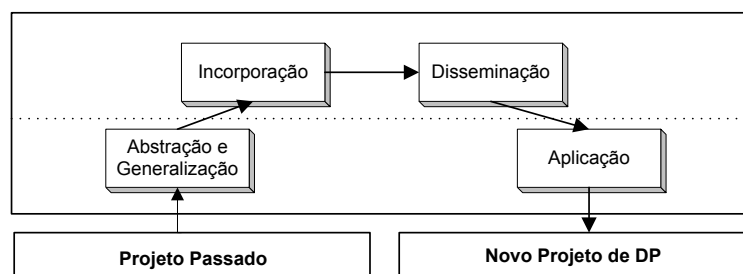 Incorporação
Disseminação
Abstração e
Generalização
Aplicação
Projeto Passado
Novo Projeto de DP